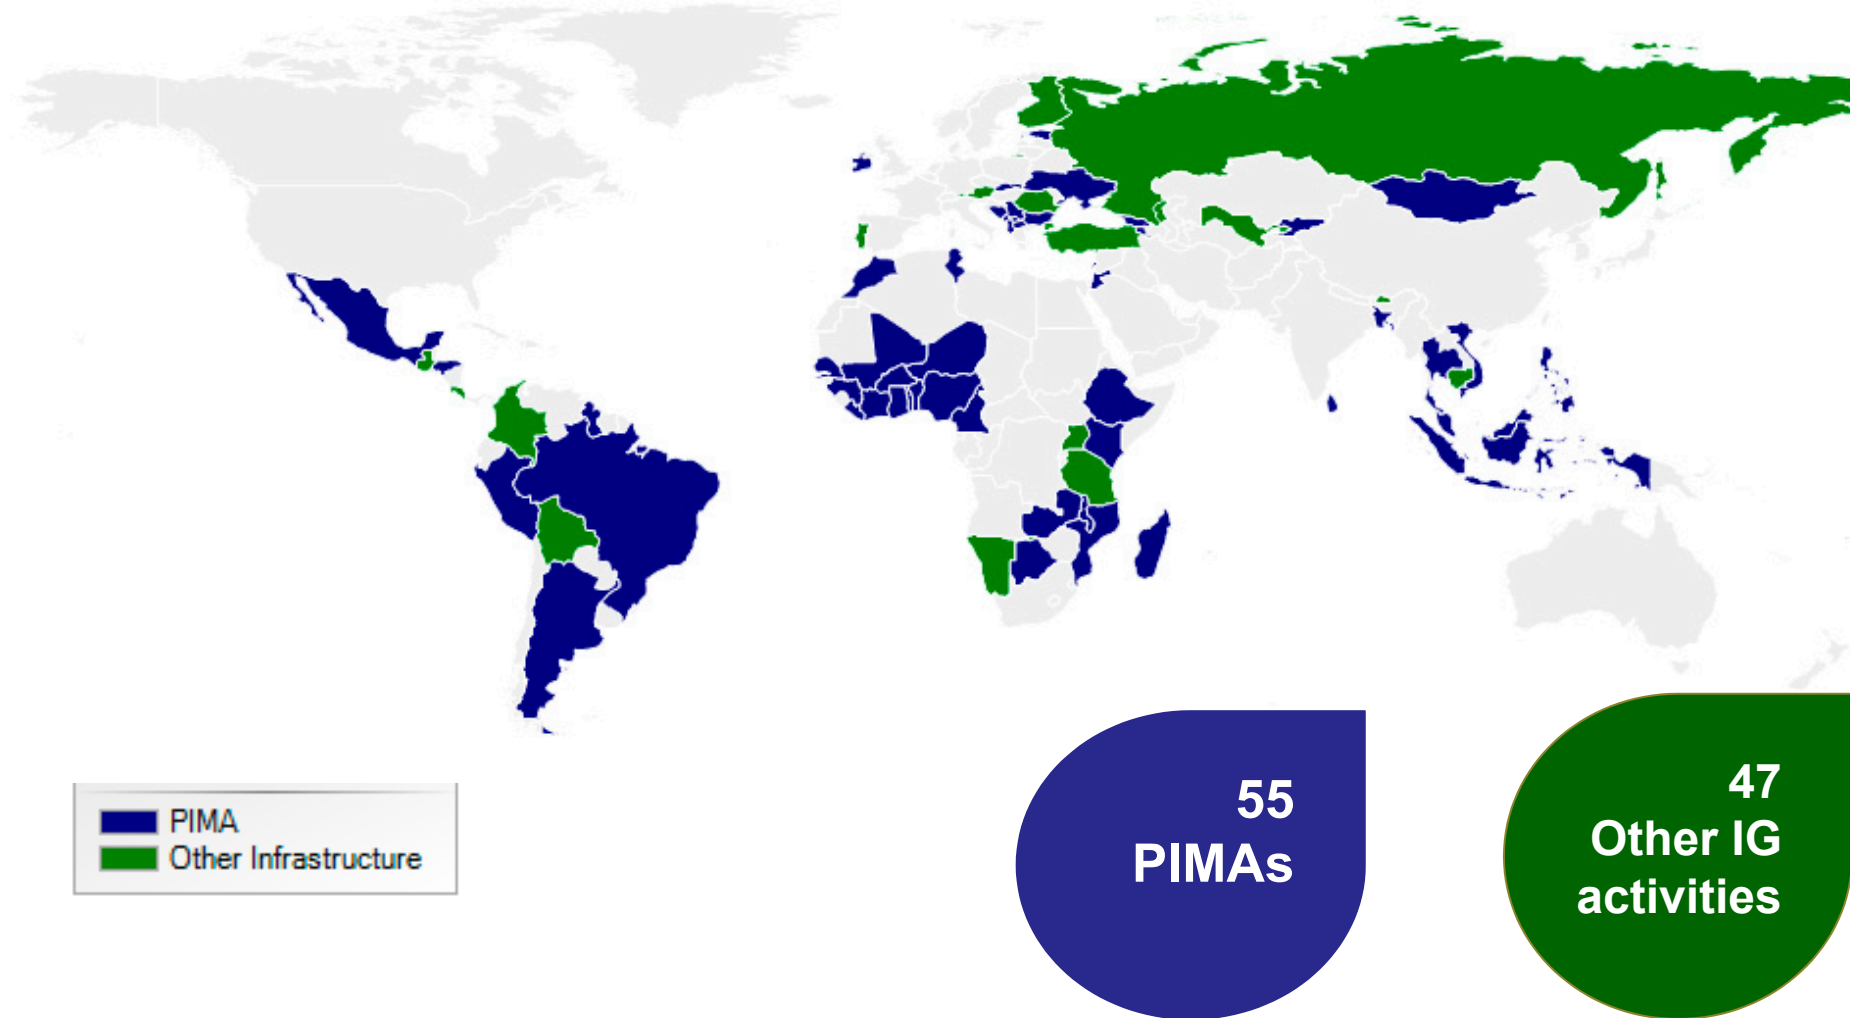 PIMA
Other Infrastructure
55
PIMAs
47
Other IG
activities